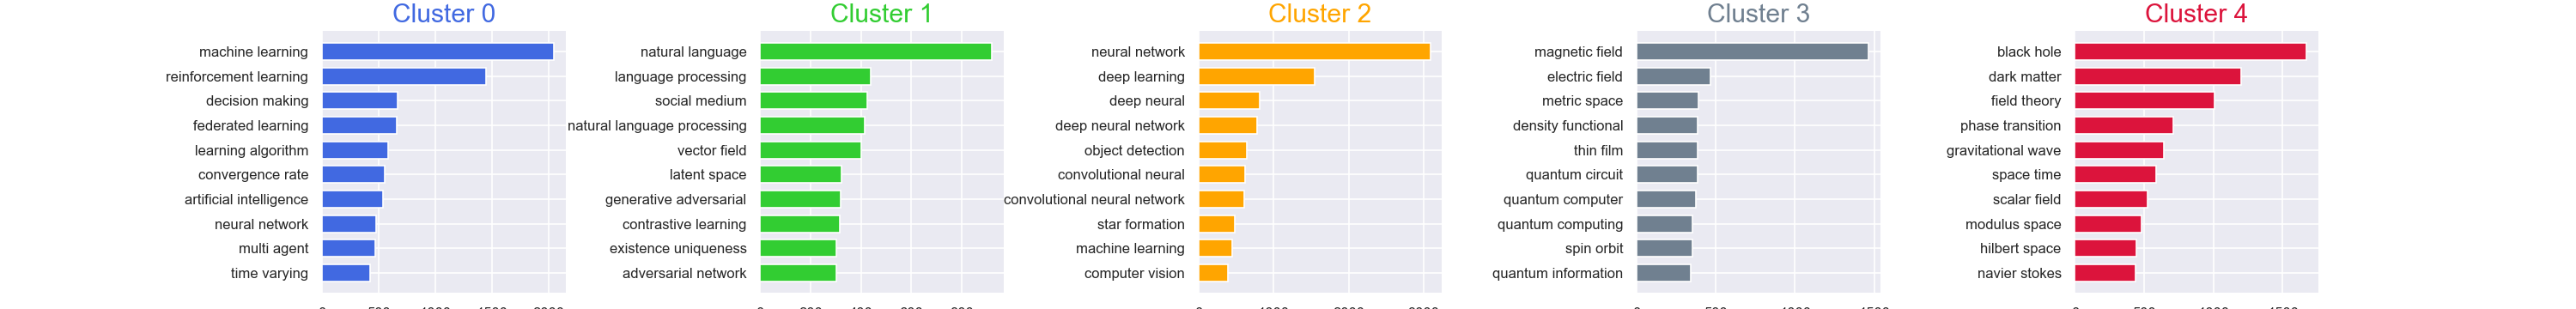 Cluster 0
machine learning
reinforcement learning
decision making
federated learning
learning algorithm
convergence rate
artificial intelligence
neural network
multi agent
time varying
Cluster 1
natural language
language processing
social medium
natural language processing
vector field
latent space
generative adversarial
contrastive learning
existence uniqueness
adversarial network
Cluster 2
neural network
deep learning
deep neural
deep neural network
object detection
convolutional neural
convolutional neural network
star formation
machine learning
computer vision
Cluster 3
magnetic field
electric field
metric space
density functional
thin film
quantum circuit
quantum computer
quantum computing
spin orbit
quantum information
Cluster 4
black hole
dark matter
field theory
phase transition
gravitational wave
space time
scalar field
modulus space
hilbert space
navier stokes